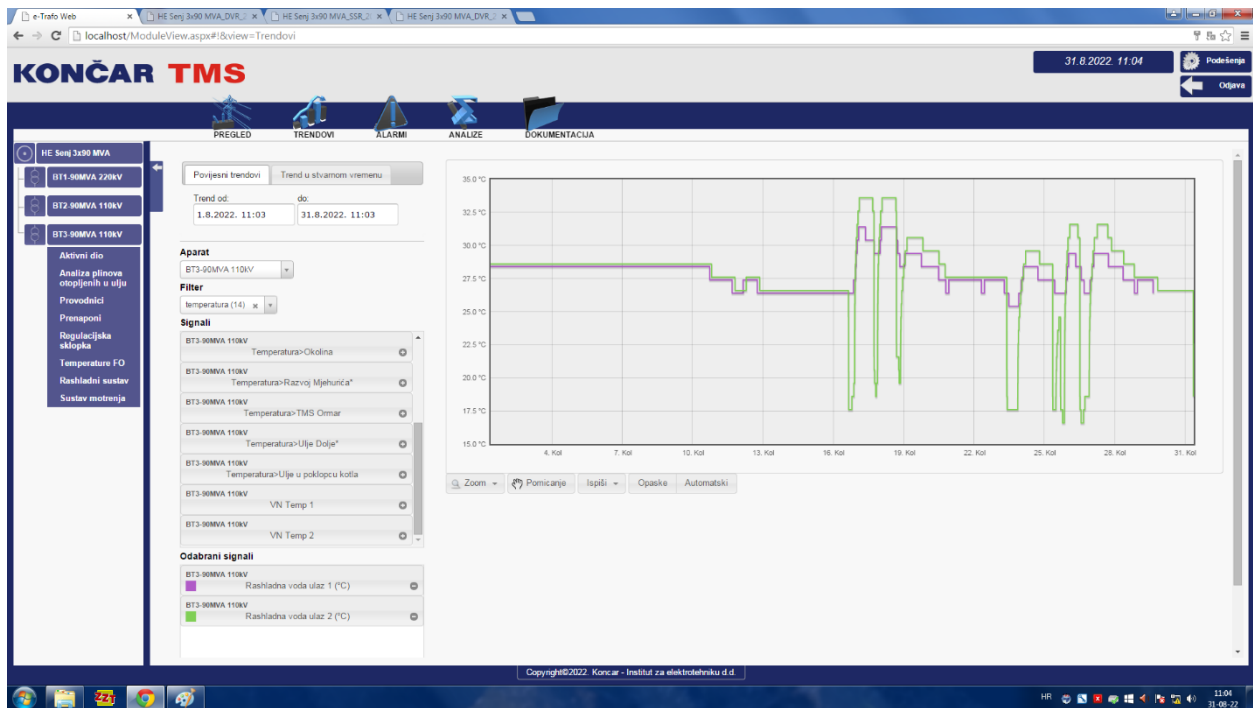 e-Trafo Web
HE Senj 3x90 MVA_DVR_2
HE Senj 3x90 MVA_SSR_2
HE Senj 3x90 MVA_DVR_2
localhost/ModuleView.aspx#!&view=Trendovi
KONČAR TMS
31.8.2022. 11:04
Podešenja
Odjava
PREGLED
TRENDOVI
ALARMI
ANALIZE
DOKUMENTACIJA
HE Senj 3x90 MVA
BT1-90MVA 220kV
BT2-90MVA 110kV
BT3-90MVA 110kV
Aktivni dio
Analiza plinova
otopljenih u ulju
Provodnici
Prenaponi
Regulacijska
sklopka
Temperature FO
Rashladni sustav
Sustav motrenja
Povijesni trendovi
Trend u stvarnom vremenu
Trend od:
do:
1.8.2022. 11:03
31.8.2022. 11:03
Aparat
BT3-90MVA 110kV
Filter
temperatura (14)
Signali
BT3-90MVA 110kV
Temperatura>Okolina
BT3-90MVA 110kV
Temperatura>Razvoj Mjehurića*
BT3-90MVA 110kV
Temperatura>TMS Ormar
BT3-90MVA 110kV
Temperatura>Ulje Dolje*
BT3-90MVA 110kV
Temperatura>Ulje u poklopcu kotla
BT3-90MVA 110kV
VN Temp 1
BT3-90MVA 110kV
VN Temp 2
Odabrani signali
BT3-90MVA 110kV
Rashladna voda ulaz 1 (°C)
BT3-90MVA 110kV
Rashladna voda ulaz 2 (°C)
35.0 °C
32.5 °C
30.0 °C
27.5 °C
25.0 °C
22.5 °C
20.0 °C
17.5 °C
15.0 °C
4. Kol
7. Kol
10. Kol
13. Kol
16. Kol
19. Kol
22. Kol
25. Kol
28. Kol
31. Kol
Zoom
Pomicanje
Ispiši
Opaske
Automatski
Copyright©2022. Koncar - Institut za elektrotehniku d.d.
HR
11:04
31-08-22